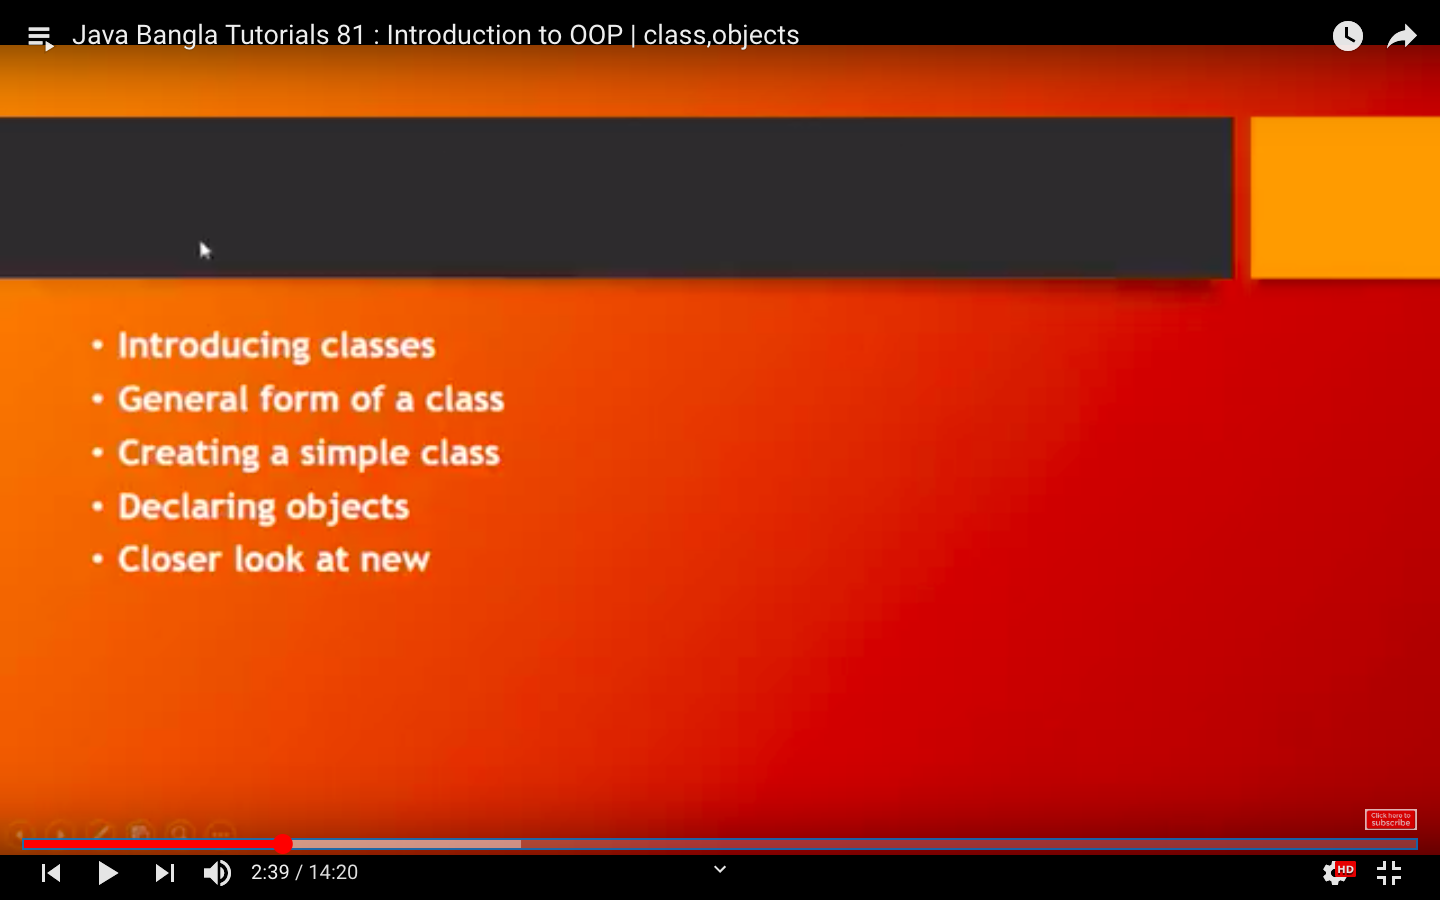 Java Bangla Tutorials 81 : Introduction to OOP | class,objects
• Introducing classes
• General form of a class
• Creating a simple class
• Declaring objects
• Closer look at new
Click here to
subscribe
2:39 / 14:20
HD